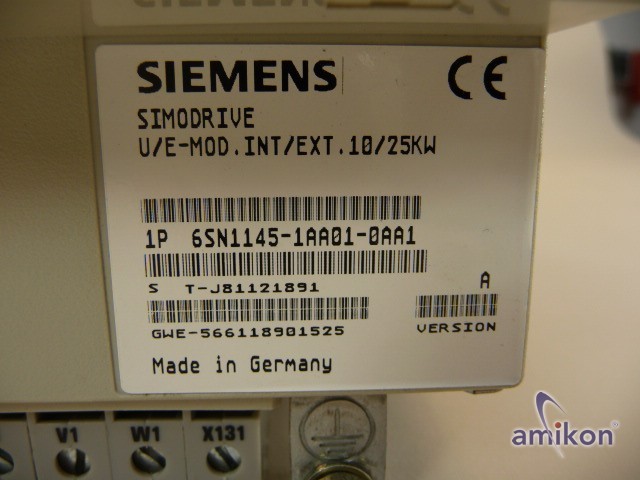 SIEMENS CE
SIMODRIVE
U/E-MOD.INT/EXT.10/25KW
1P 6SN1145-1AA01-0AA1
S T-J81121891
A
GWE-566118901525
VERSION
Made in Germany
V1 W1 X131
amikon